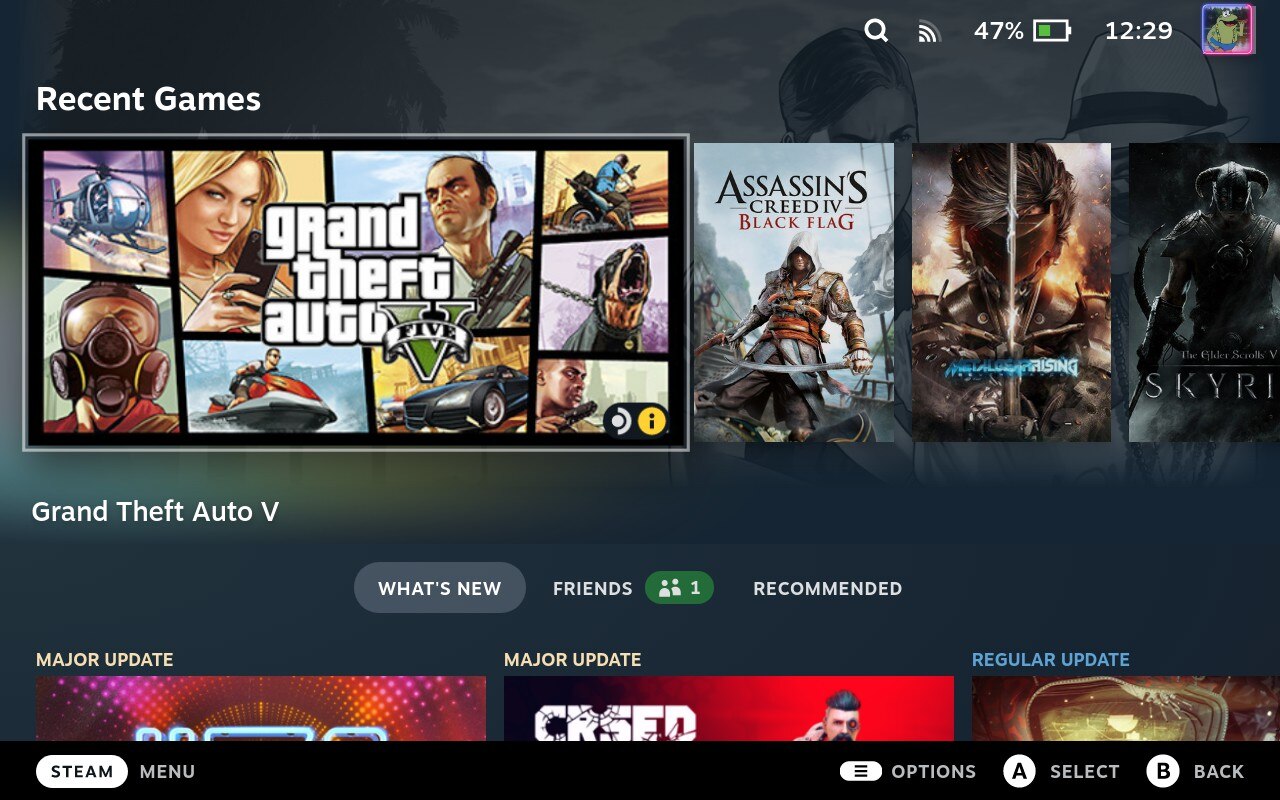 47%
12:29
Recent Games
grand
theft
auto
FIVE
ASSASSIN'S
CREED IV
BLACK FLAG
METAL GEAR RISING
The Elder Scrolls V
SKYRI
Grand Theft Auto V
WHAT'S NEW
FRIENDS
1
RECOMMENDED
MAJOR UPDATE
MAJOR UPDATE
REGULAR UPDATE
CRSED
STEAM
MENU
OPTIONS
A
SELECT
B
BACK